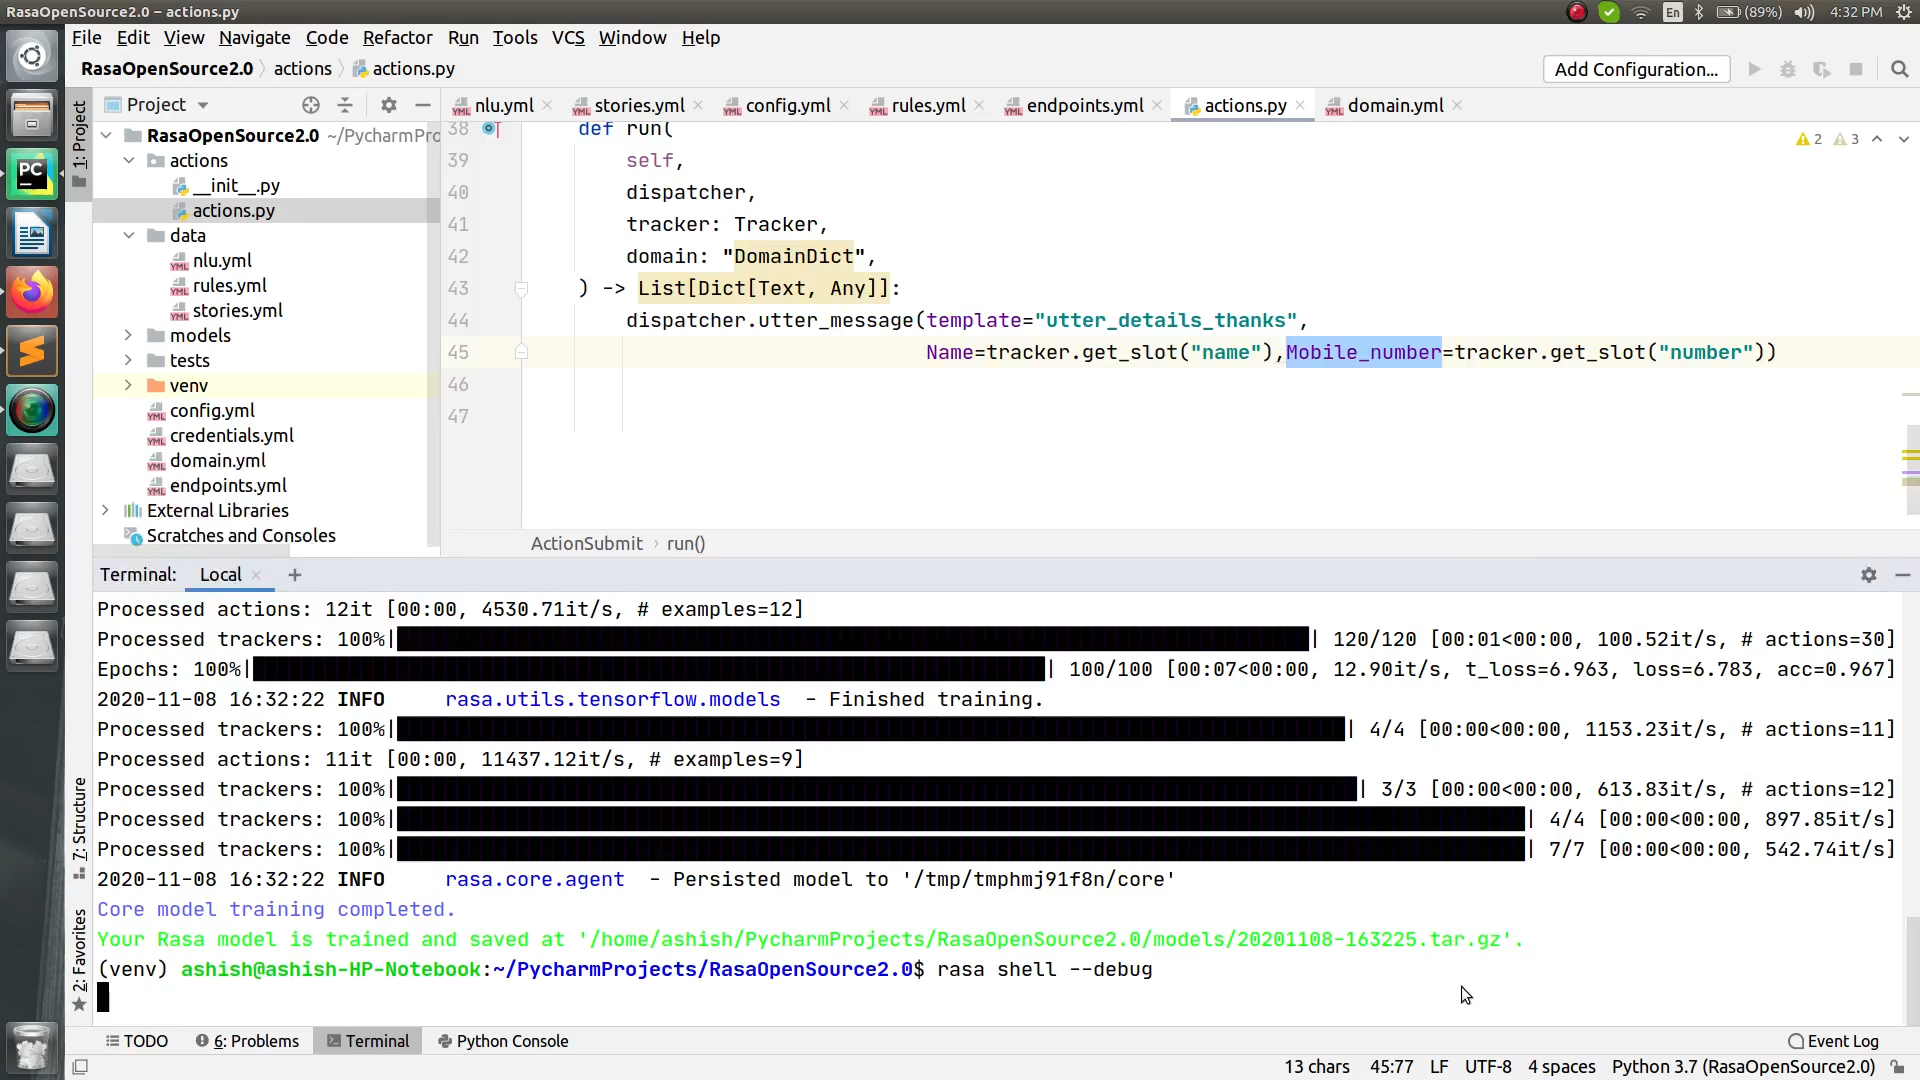 RasaOpenSource2.0 – actions.py
En
(89%)
4:32 PM
File Edit View Navigate Code Refactor Run Tools VCS Window Help
RasaOpenSource2.0 actions actions.py
Add Configuration...
Project
nlu.yml stories.yml config.yml rules.yml endpoints.yml actions.py domain.yml
1: Project
RasaOpenSource2.0 ~/PycharmPro
actions
__init__.py
actions.py
data
nlu.yml
rules.yml
stories.yml
models
tests
venv
config.yml
credentials.yml
domain.yml
endpoints.yml
External Libraries
Scratches and Consoles
2 3
38 def run(
39 self,
40 dispatcher,
41 tracker: Tracker,
42 domain: "DomainDict",
43 ) -> List[Dict[Text, Any]]:
44 dispatcher.utter_message(template="utter_details_thanks",
45 Name=tracker.get_slot("name"),Mobile_number=tracker.get_slot("number"))
46
47
ActionSubmit run()
Terminal: Local
Processed actions: 12it [00:00, 4530.71it/s, # examples=12]
Processed trackers: 100%| | 120/120 [00:01<00:00, 100.52it/s, # actions=30]
Epochs: 100%| | 100/100 [00:07<00:00, 12.90it/s, t_loss=6.963, loss=6.783, acc=0.967]
2020-11-08 16:32:22 INFO rasa.utils.tensorflow.models - Finished training.
Processed trackers: 100%| | 4/4 [00:00<00:00, 1153.23it/s, # actions=11]
Processed actions: 11it [00:00, 11437.12it/s, # examples=9]
Processed trackers: 100%| | 3/3 [00:00<00:00, 613.83it/s, # actions=12]
Processed trackers: 100%| | 4/4 [00:00<00:00, 897.85it/s]
Processed trackers: 100%| | 7/7 [00:00<00:00, 542.74it/s]
2020-11-08 16:32:22 INFO rasa.core.agent - Persisted model to '/tmp/tmphmj91f8n/core'
Core model training completed.
Your Rasa model is trained and saved at '/home/ashish/PycharmProjects/RasaOpenSource2.0/models/20201108-163225.tar.gz'.
(venv) ashish@ashish-HP-Notebook:~/PycharmProjects/RasaOpenSource2.0$ rasa shell --debug
7: Structure
2: Favorites
TODO 6: Problems Terminal Python Console Event Log
13 chars 45:77 LF UTF-8 4 spaces Python 3.7 (RasaOpenSource2.0)
PC